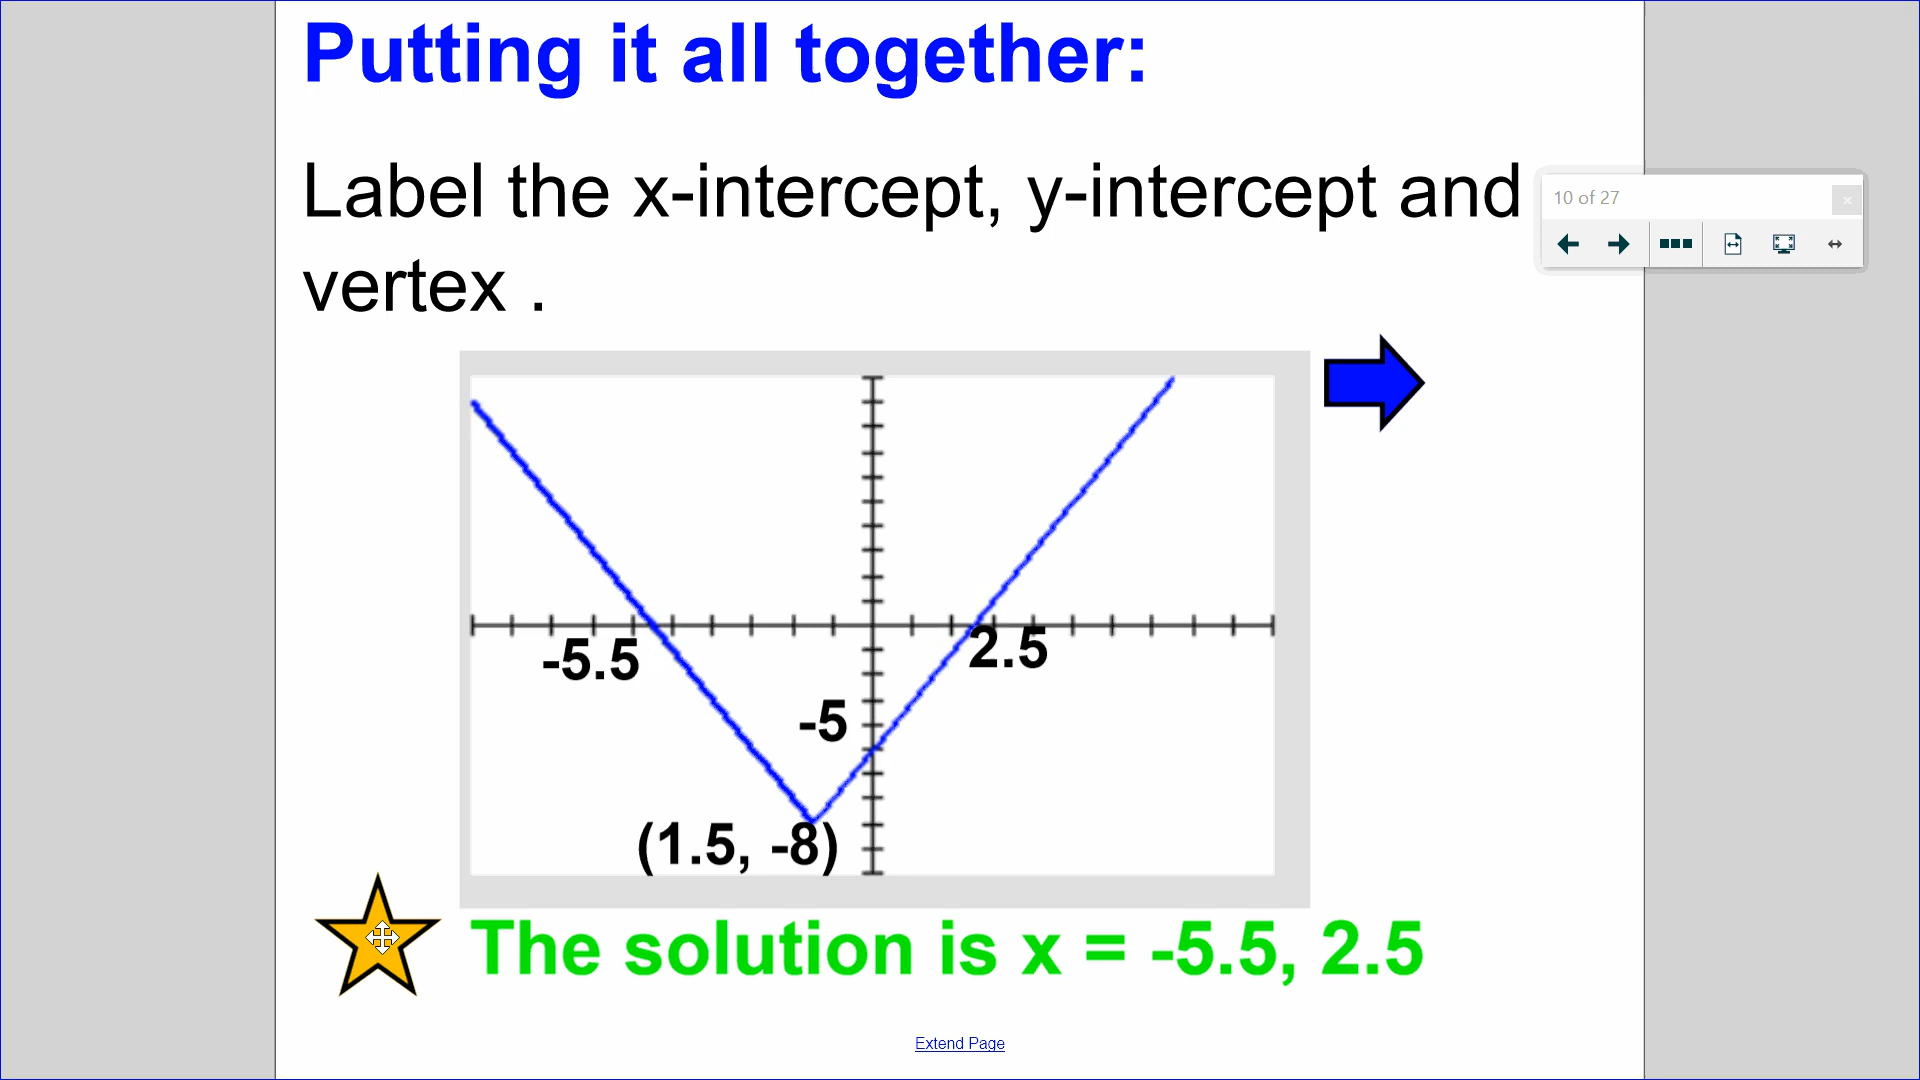 Putting it all together:
Label the x-intercept, y-intercept and
vertex .
10 of 27
-5.5
2.5
-5
(1.5, -8)
The solution is x = -5.5, 2.5
Extend Page